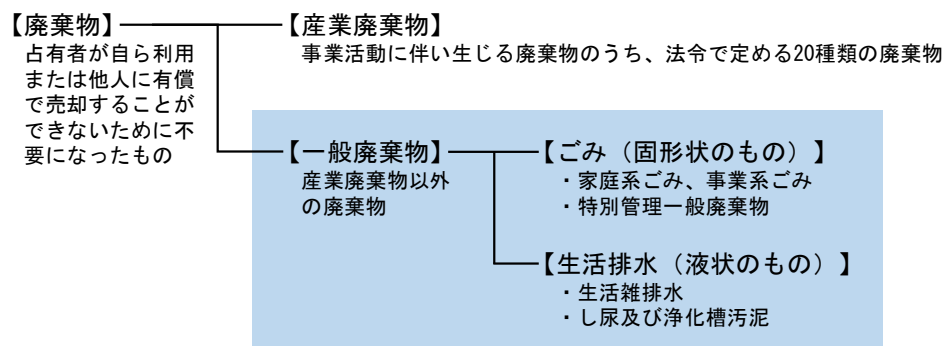 【廃棄物】
占有者が自ら利用
または他人に有償
で売却することが
できないために不
要になったもの
【産業廃棄物】
事業活動に伴い生じる廃棄物のうち、法令で定める20種類の廃棄物
【一般廃棄物】
産業廃棄物以外
の廃棄物
【ごみ（固形状のもの）】
・家庭系ごみ、事業系ごみ
・特別管理一般廃棄物
【生活排水（液状のもの）】
・生活雑排水
・し尿及び浄化槽汚泥